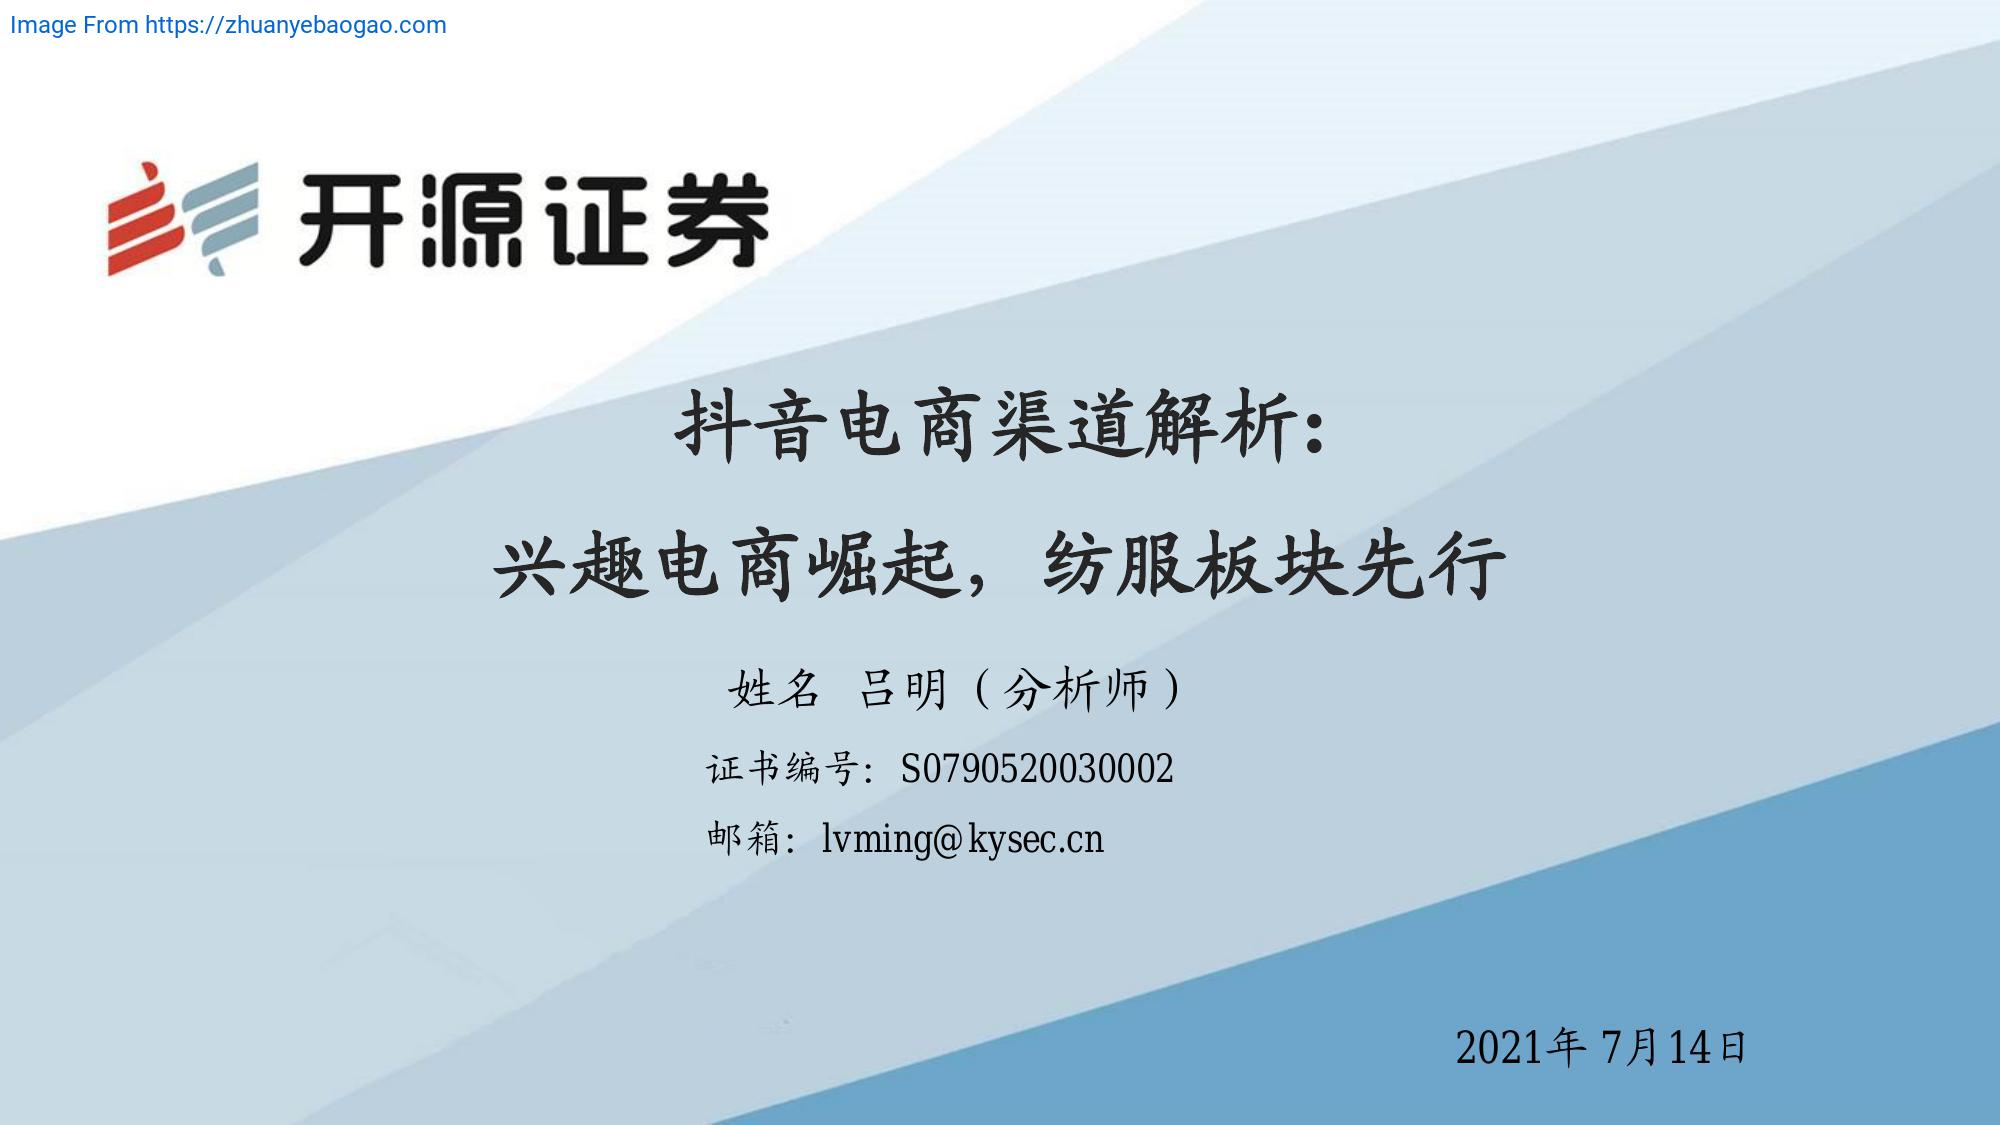 Image From https://zhuanyebaogao.com
开源证券
抖音电商渠道解析：
兴趣电商崛起，纺服板块先行
姓名 吕明（分析师）
证书编号：S0790520030002
邮箱：lvming@kysec.cn
2021年7月14日